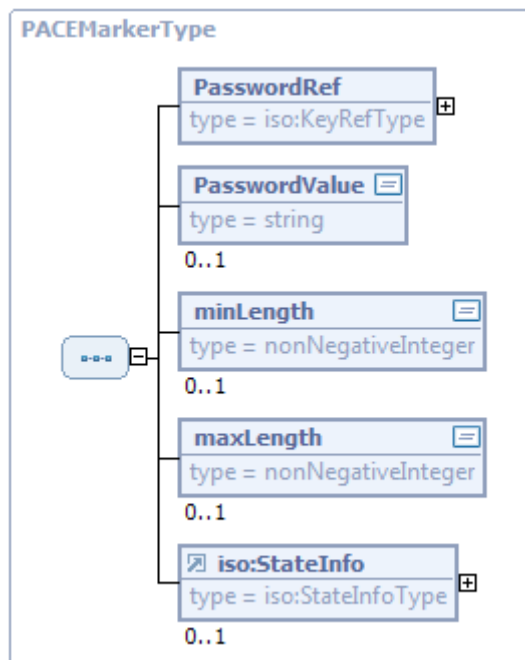 PACEMarkerType
PasswordRef
type = iso:KeyRefType
PasswordValue
type = string
0..1
minLength
type = nonNegativeInteger
0..1
maxLength
type = nonNegativeInteger
0..1
iso:StateInfo
type = iso:StateInfoType
0..1